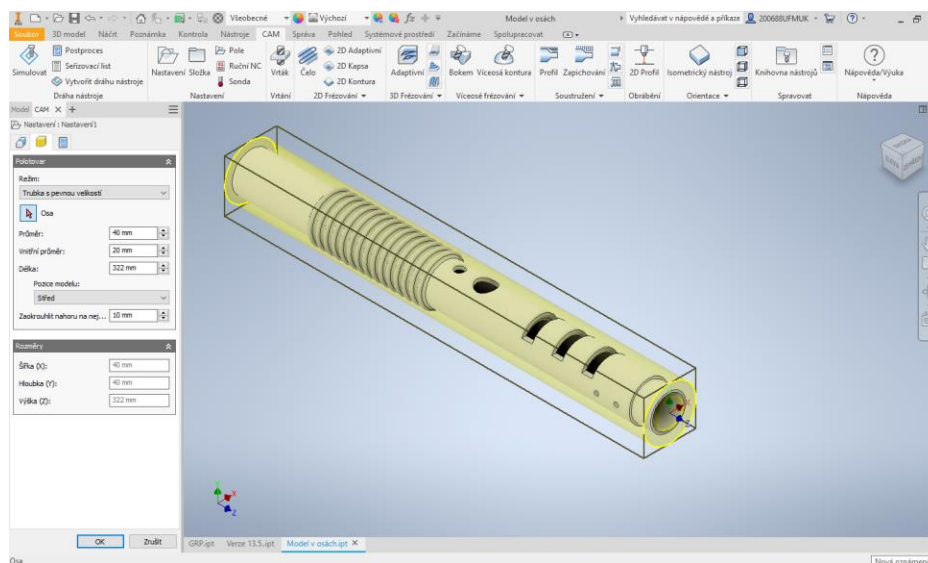 Všeobecné
Výchozí
Model v osách
Vyhledávat v nápovědě a příkaze
200688UFMUK
Soubor 3D model Náčrt Poznámka Kontrola Nástroje CAM Správa Pohled Systémové prostředí Začínáme Spolupracovat
Simulovat
Postproces
Seřizovací list
Vytvořit dráhu nástroje
Nastavení Složka
Pole
Ruční NC
Sonda
Vrták
Čelo
2D Adaptivní
2D Kapsa
2D Kontura
Adaptivní
Bokem Víceosá kontura
Profil Zapichování
2D Profil
Isometrický nástroj
Knihovna nástrojů
Nápověda/Výuka
Dráha nástroje Nastavení Vrtání 2D Frézování 3D Frézování Víceosé frézování Soustružení Obrábění Orientace Spravovat Nápověda
Model CAM X +
Nastavení : Nastavení1
Polotovar
Režim:
Trubka s pevnou velikostí
Osa
Průměr: 40 mm
Vnitřní průměr: 20 mm
Délka: 322 mm
Pozice modelu:
Střed
Zaokrouhlit nahoru na nej... 10 mm
Rozměry
Šířka (X): 40 mm
Hloubka (Y): 40 mm
Výška (Z): 322 mm
X
Z
Y
X
Z
OK Zrušit
GRP.ipt Verze 13.5.ipt Model v osách.ipt X
Osa
Nová oznámení